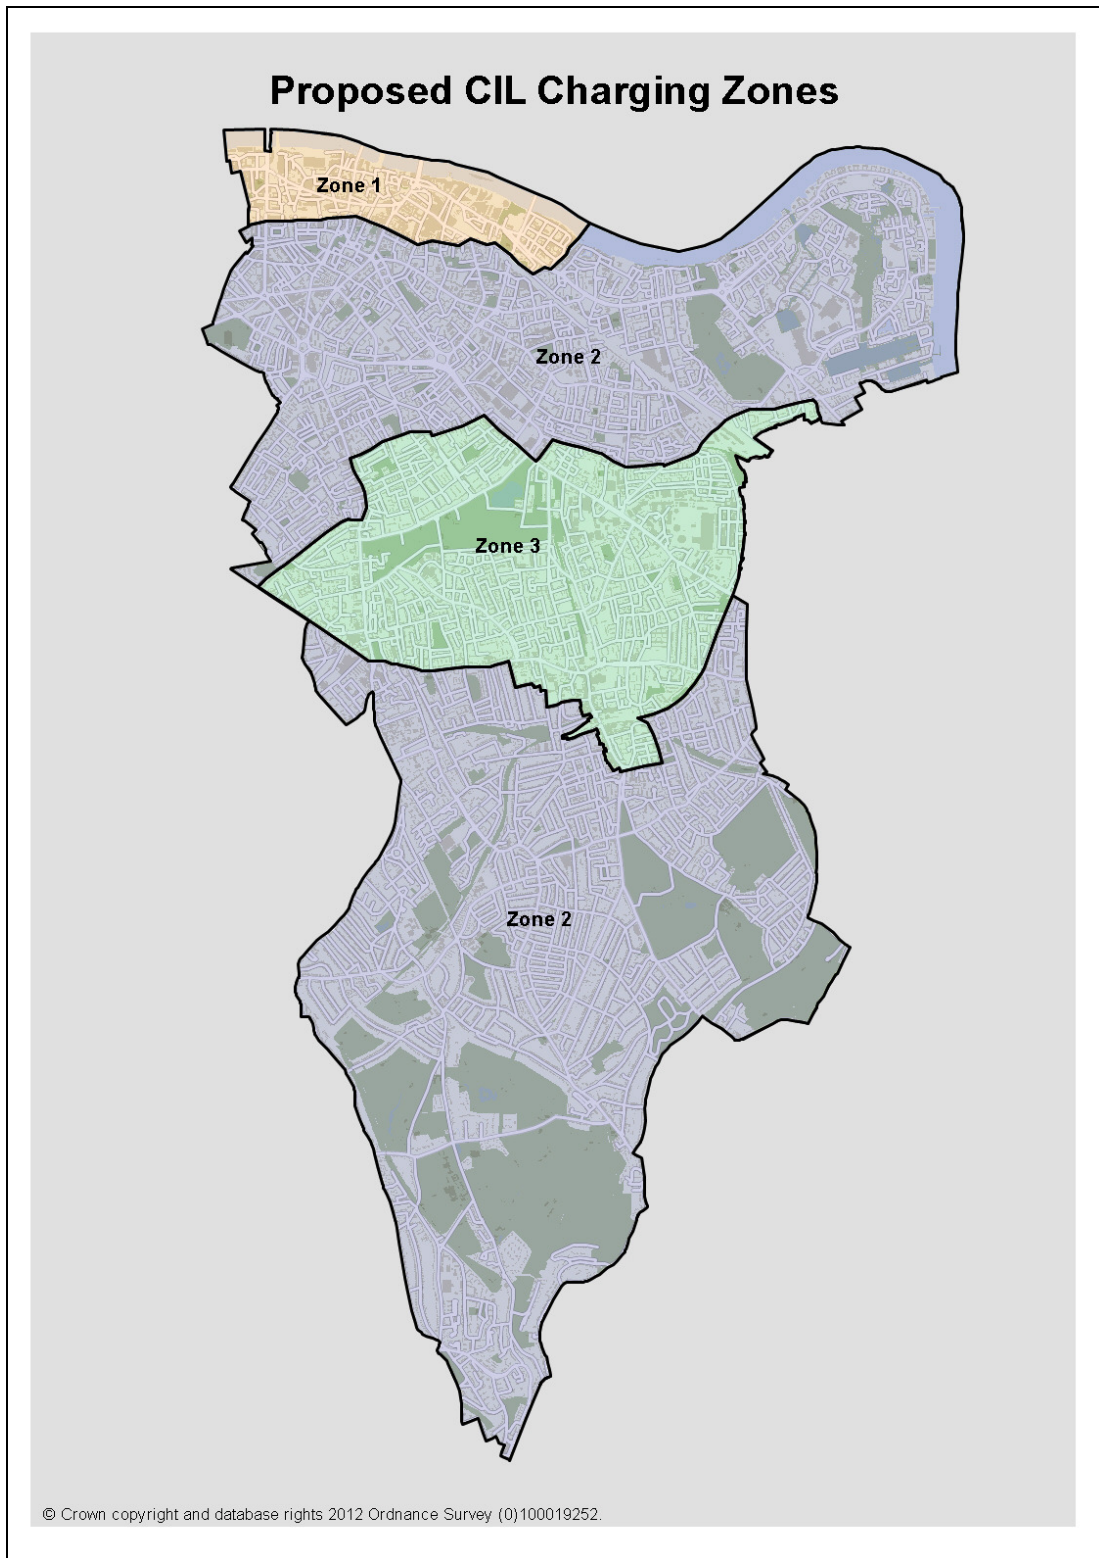 Proposed CIL Charging Zones
Zone 1
Zone 2
Zone 3
Zone 2
© Crown copyright and database rights 2012 Ordnance Survey (0)100019252.